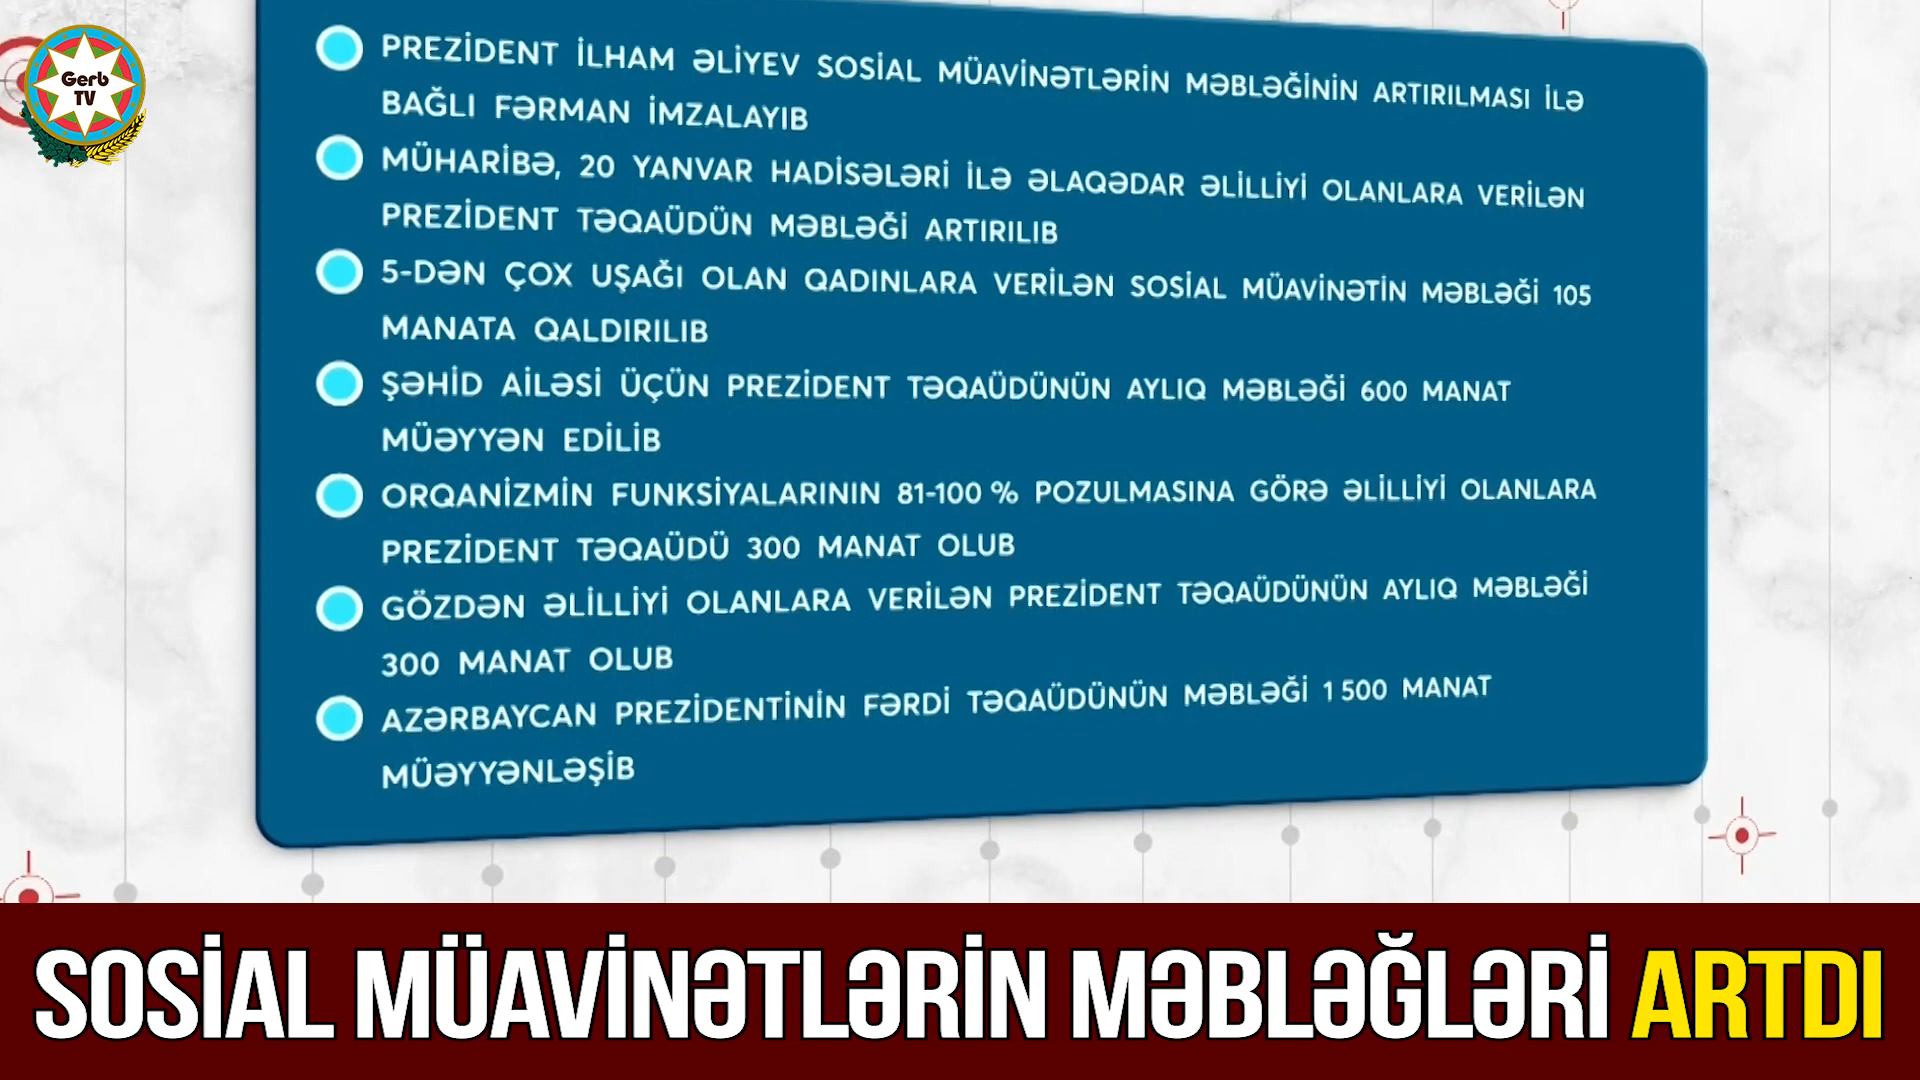 Gerb
TV
PREZİDENT İLHAM ƏLİYEV SOSİAL MÜAVİNƏTLƏRİN MƏBLƏĞİNİN ARTIRILMASI İLƏ
BAĞLI FƏRMAN İMZALAYIB
MÜHARİBƏ, 20 YANVAR HADİSƏLƏRİ İLƏ ƏLAQƏDAR ƏLİLLİYİ OLANLARA VERİLƏN
PREZİDENT TƏQAÜDÜN MƏBLƏĞİ ARTIRILIB
5-DƏN ÇOX UŞAĞI OLAN QADINLARA VERİLƏN SOSİAL MÜAVİNƏTİN MƏBLƏĞİ 105
MANATA QALDIRILIB
ŞƏHİD AİLƏSİ ÜÇÜN PREZİDENT TƏQAÜDÜNÜN AYLIQ MƏBLƏĞİ 600 MANAT
MÜƏYYƏN EDİLİB
ORQANİZMİN FUNKSİYALARININ 81-100 % POZULMASINA GÖRƏ ƏLİLLİYİ OLANLARA
PREZİDENT TƏQAÜDÜ 300 MANAT OLUB
GÖZDƏN ƏLİLLİYİ OLANLARA VERİLƏN PREZİDENT TƏQAÜDÜNÜN AYLIQ MƏBLƏĞİ
300 MANAT OLUB
AZƏRBAYCAN PREZİDENTİNİN FƏRDİ TƏQAÜDÜNÜN MƏBLƏĞİ 1 500 MANAT
MÜƏYYƏNLƏŞİB
SOSİAL MÜAVİNƏTLƏRİN MƏBLƏĞLƏRİ ARTDI